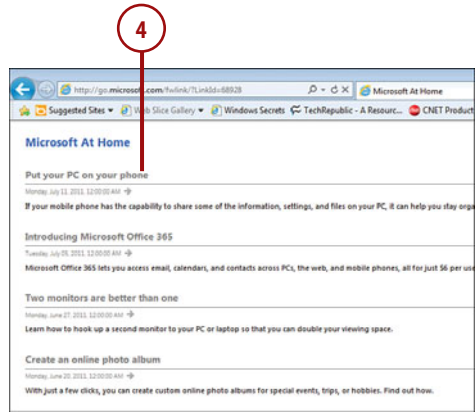 4
http://go.microsoft.com/fwlink/?LinkId=68928
Microsoft At Home
Suggested Sites
Web Slice Gallery
Windows Secrets
TechRepublic - A Resourc...
CNET Product
Microsoft At Home
Put your PC on your phone
Monday, July 11, 2011, 12:00:00 AM
If your mobile phone has the capability to share some of the information, settings, and files on your PC, it can help you stay orga
Introducing Microsoft Office 365
Tuesday, July 05, 2011, 12:00:00 AM
Microsoft Office 365 lets you access email, calendars, and contacts across PCs, the web, and mobile phones, all for just $6 per use
Two monitors are better than one
Monday, June 27, 2011, 12:00:00 AM
Learn how to hook up a second monitor to your PC or laptop so that you can double your viewing space.
Create an online photo album
Monday, June 20, 2011, 12:00:00 AM
With just a few clicks, you can create custom online photo albums for special events, trips, or hobbies. Find out how.